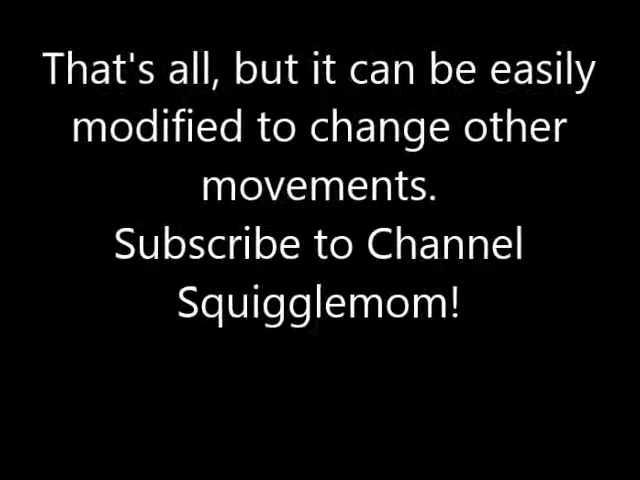 That's all, but it can be easily
modified to change other
movements.
Subscribe to Channel
Squigglemom!